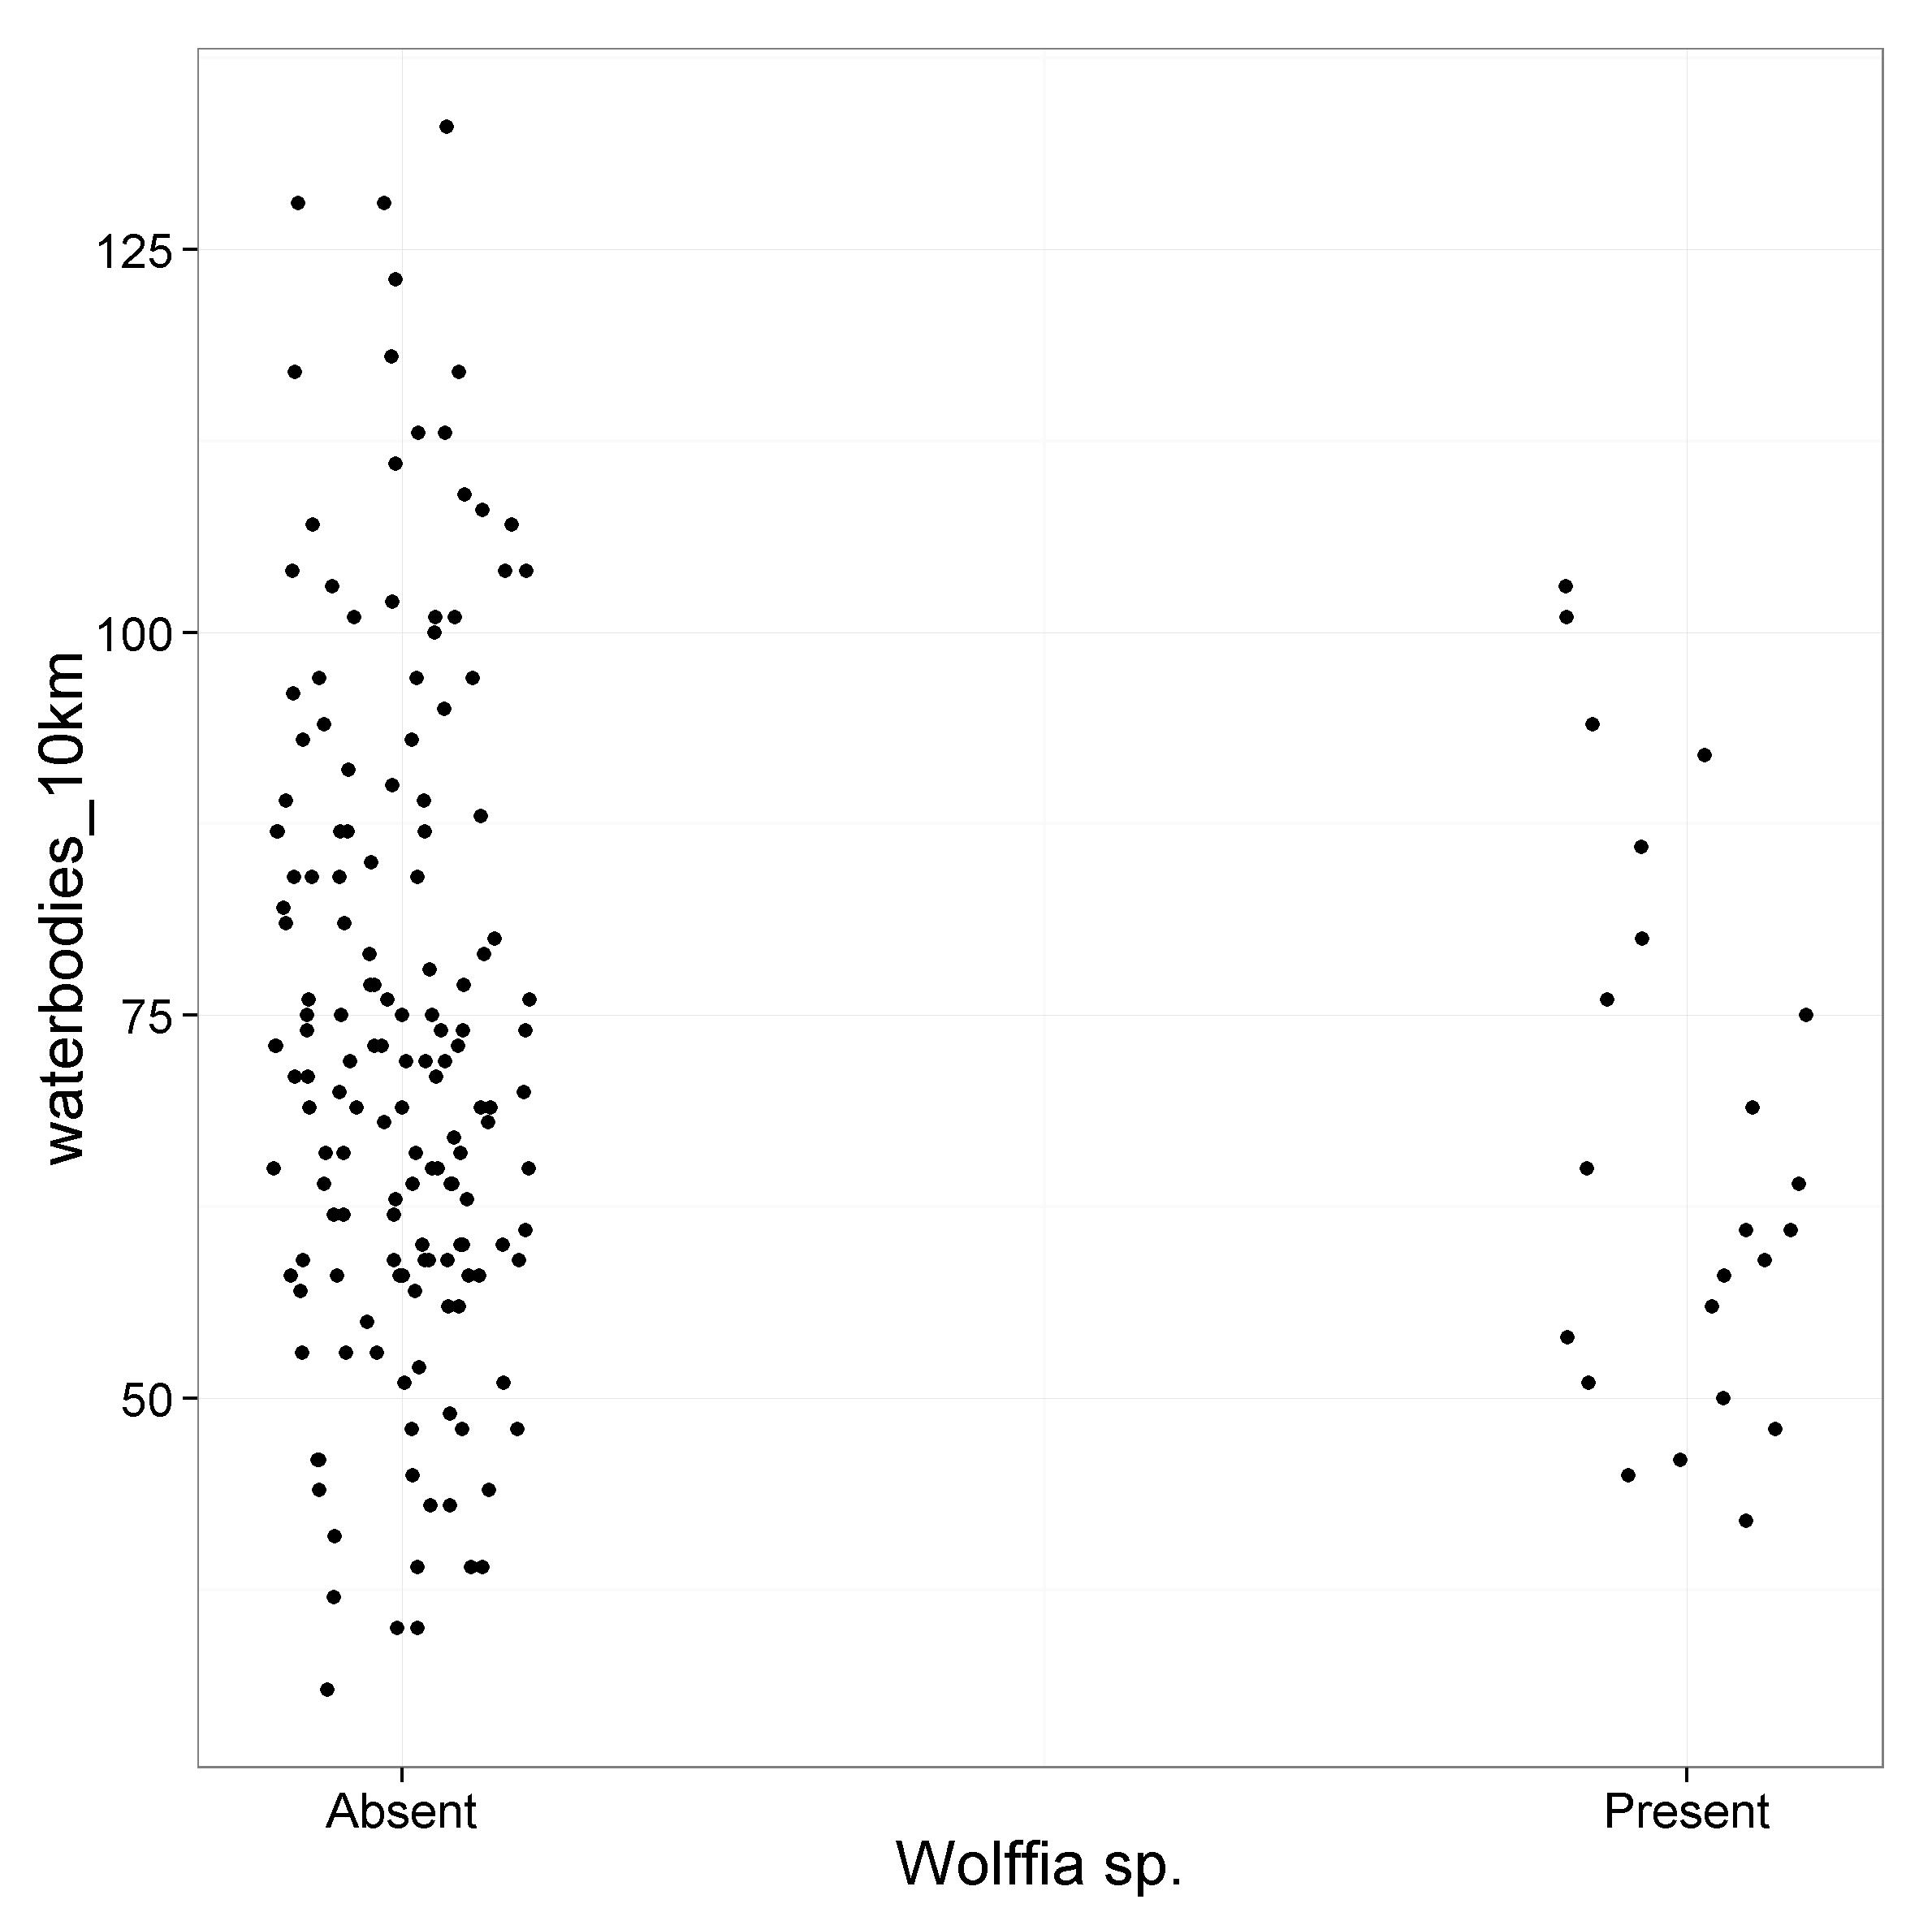 waterbodies_10km
125
100
75
50
Absent
Present
Wolffia sp.